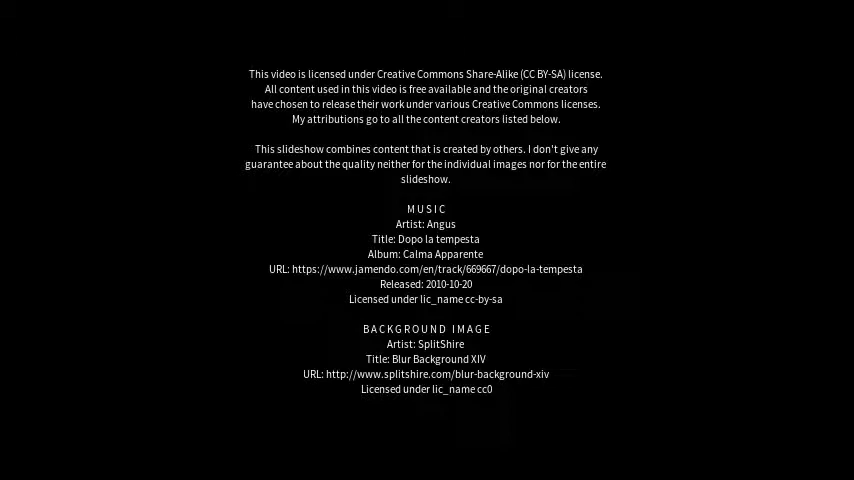 This video is licensed under Creative Commons Share-Alike (CC BY-SA) license.
All content used in this video is free available and the original creators
have chosen to release their work under various Creative Commons licenses.
My attributions go to all the content creators listed below.
This slideshow combines content that is created by others. I don't give any
guarantee about the quality neither for the individual images nor for the entire
slideshow.
MUSIC
Artist: Angus
Title: Dopo la tempesta
Album: Calma Apparente
URL: https://www.jamendo.com/en/track/669667/dopo-la-tempesta
Released: 2010-10-20
Licensed under lic_name cc-by-sa
BACKGROUND IMAGE
Artist: SplitShire
Title: Blur Background XIV
URL: http://www.splitshire.com/blur-background-xiv
Licensed under lic_name cc0